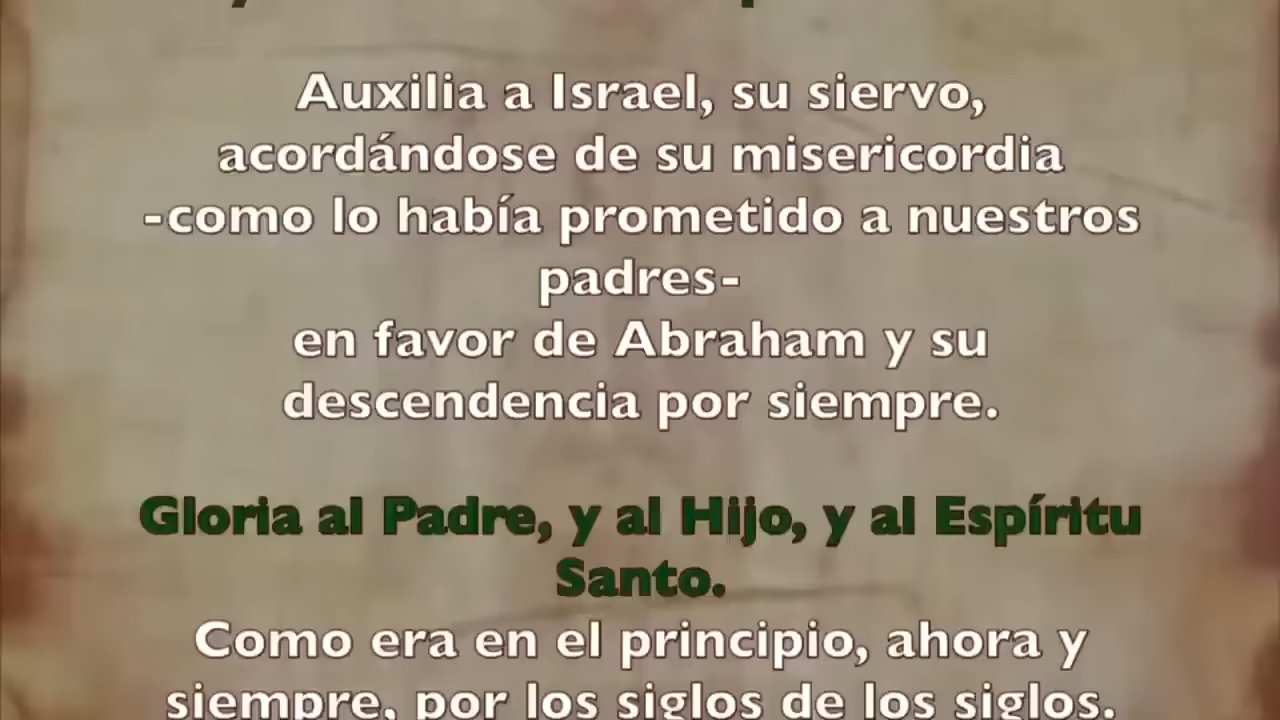 Auxilia a Israel, su siervo,
acordándose de su misericordia
-como lo había prometido a nuestros
padres-
en favor de Abraham y su
descendencia por siempre.
Gloria al Padre, y al Hijo, y al Espíritu
Santo.
Como era en el principio, ahora y
siempre, por los siglos de los siglos.